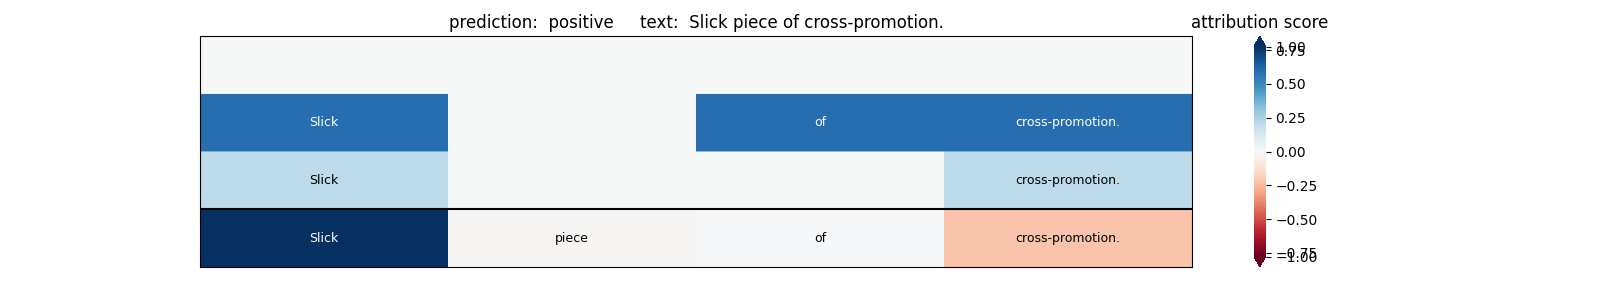 prediction:  positive     text:  Slick piece of cross-promotion.
attribution score
Slick of cross-promotion.
Slick cross-promotion.
Slick piece of cross-promotion.
1.00
0.75
0.50
0.25
0.00
−0.25
−0.50
−0.75
−1.00